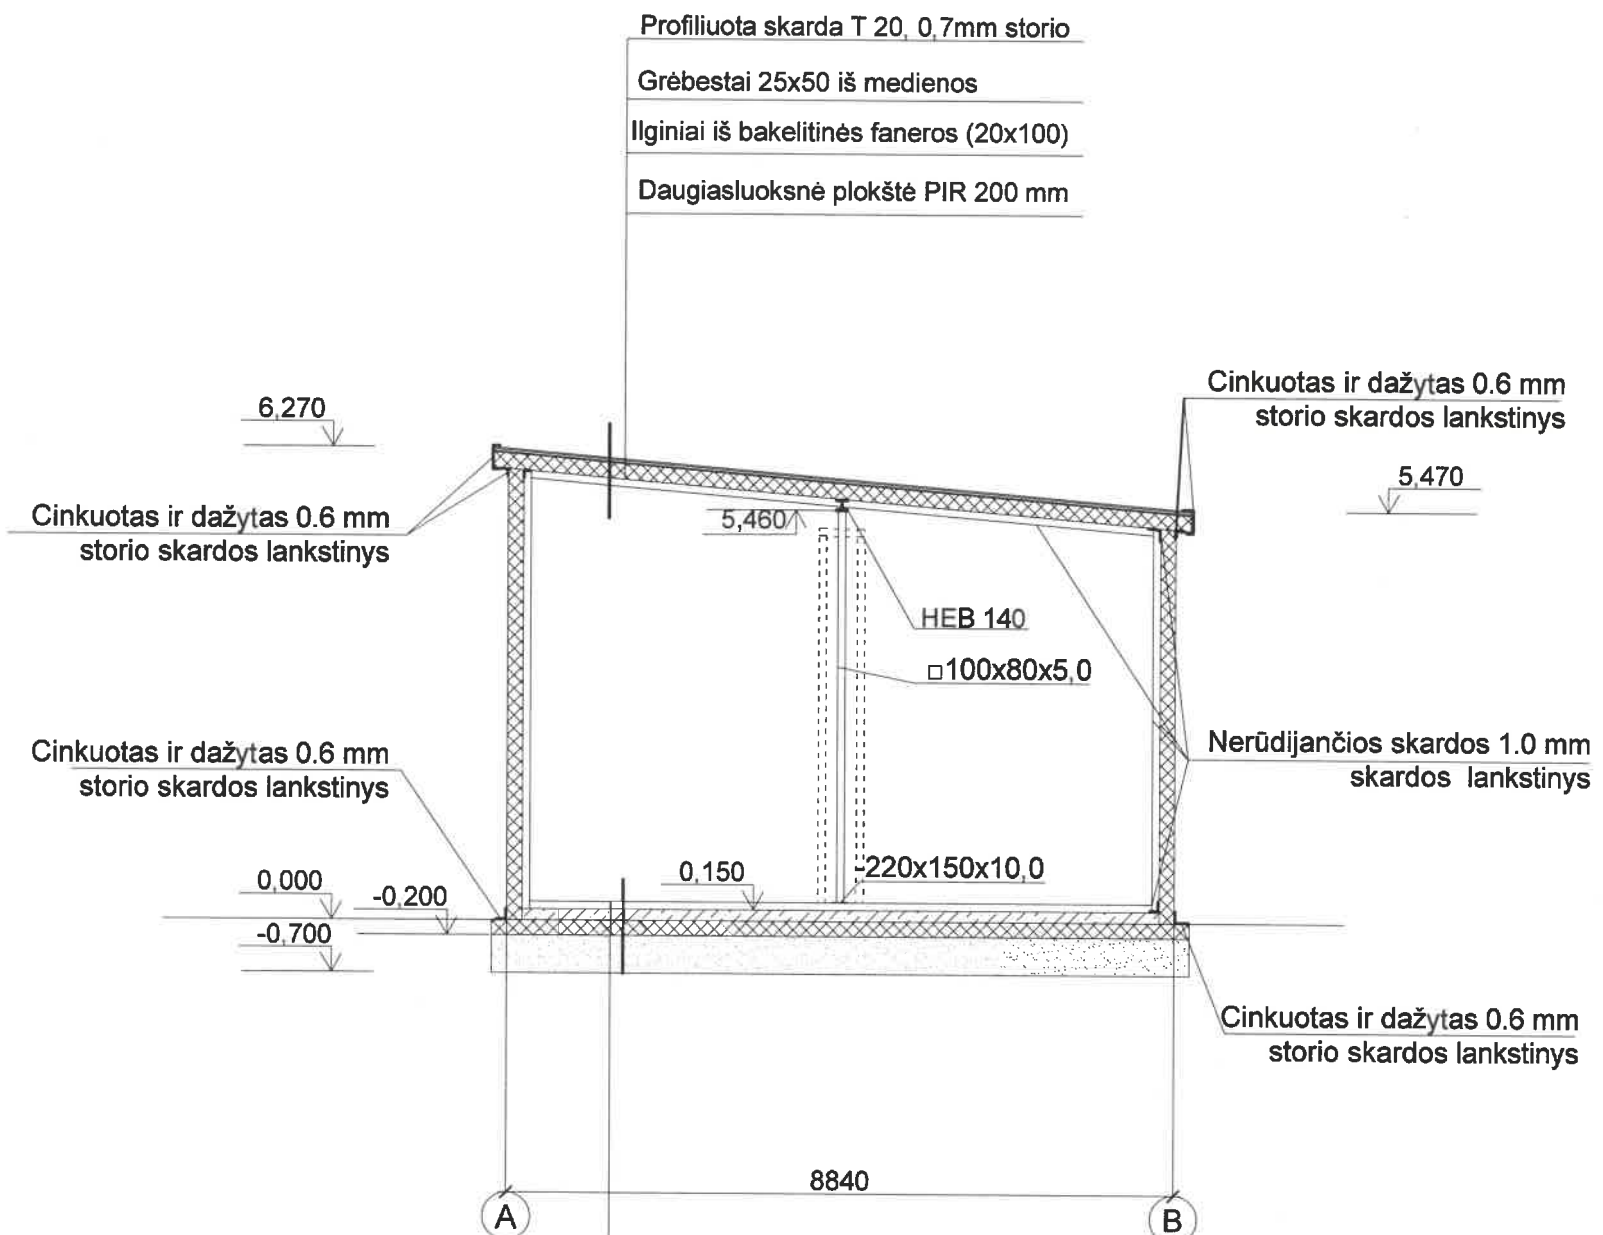 Profiliuota skarda T 20, 0,7mm storio
Grėbestai 25x50 iš medienos
Ilginiai iš bakelitinės faneros (20x100)
Daugiasluoksnė plokštė PIR 200 mm
Cinkuotas ir dažytas 0.6 mm
storio skardos lankstinys
6,270
5,470
Cinkuotas ir dažytas 0.6 mm
storio skardos lankstinys
5,460
HEB 140
□100x80x5,0
Cinkuotas ir dažytas 0.6 mm
storio skardos lankstinys
Nerūdijančios skardos 1.0 mm
skardos lankstinys
0,000
-0,200
0,150
-220x150x10,0
-0,700
Cinkuotas ir dažytas 0.6 mm
storio skardos lankstinys
8840
A
B